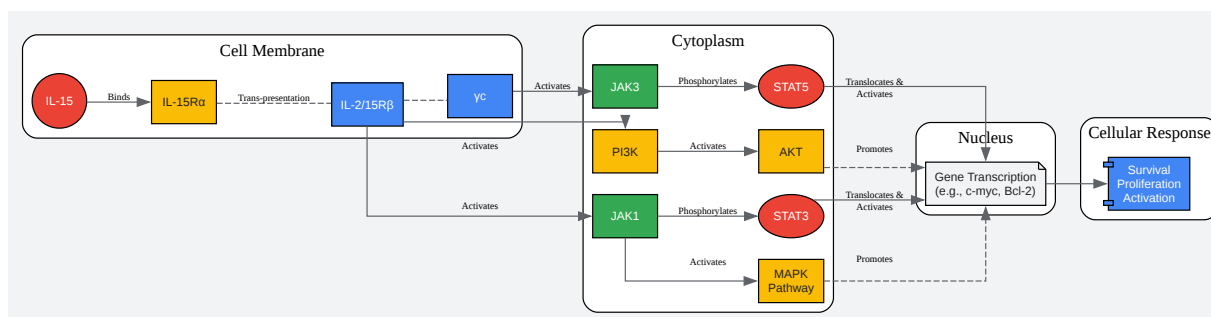 Cell Membrane
IL-15
Binds
IL-15Rα
Trans-presentation
IL-2/15Rβ
γc
Activates
Activates
Activates
Cytoplasm
JAK3
Phosphorylates
STAT5
PI3K
Activates
AKT
JAK1
Phosphorylates
STAT3
Activates
MAPK
Pathway
Translocates &
Activates
Promotes
Translocates &
Activates
Promotes
Nucleus
Gene Transcription
(e.g., c-myc, Bcl-2)
Cellular Response
Survival
Proliferation
Activation